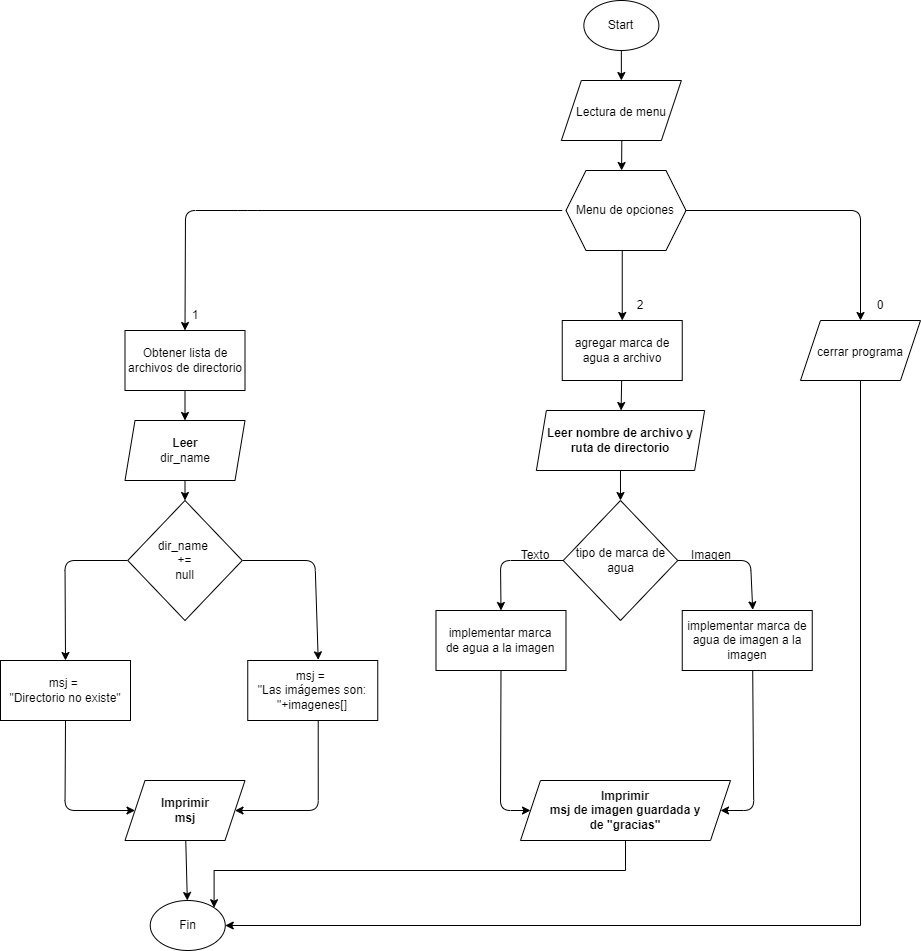 Start
Lectura de menu
Menu de opciones
1
2
0
Obtener lista de
archivos de directorio
agregar marca de
agua a archivo
cerrar programa
Leer
dir_name
Leer nombre de archivo y
ruta de directorio
dir_name
+=
null
Texto
tipo de marca de
agua
Imagen
implementar marca
de agua a la imagen
implementar marca de
agua de imagen a la
imagen
msj =
"Directorio no existe"
msj =
"Las imágemes son:
"+imagenes[]
Imprimir
msj
Imprimir
msj de imagen guardada y
de "gracias"
Fin